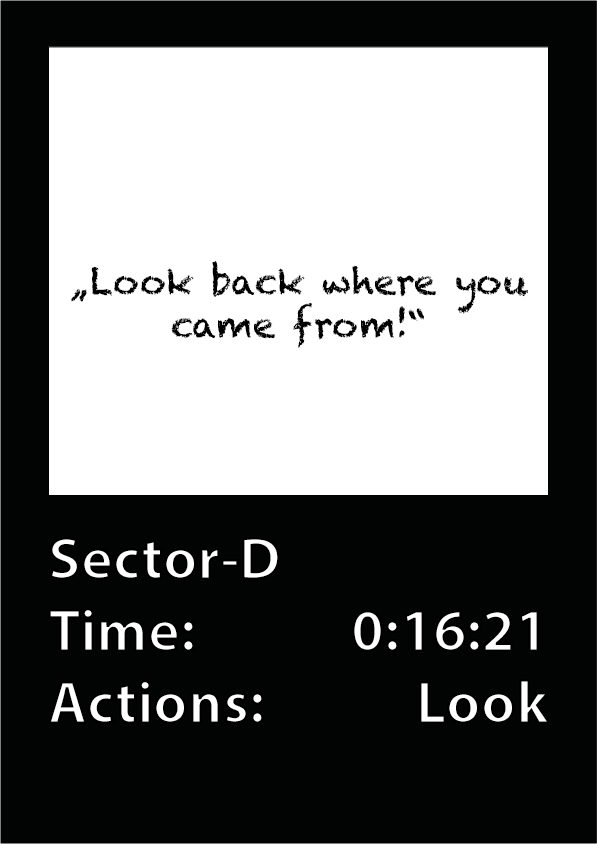 „Look back where you
came from!“
Sector-D
Time: 0:16:21
Actions: Look